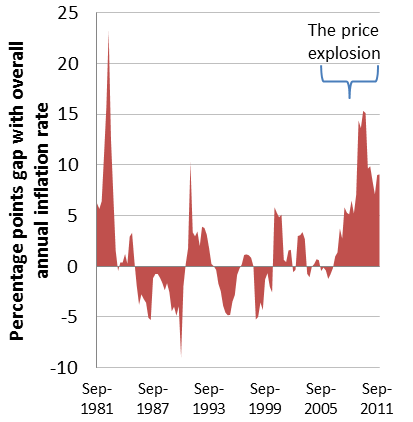 Percentage points gap with overall
annual inflation rate
25
20
15
10
5
0
-5
-10
The price
explosion
Sep-
1981
Sep-
1987
Sep-
1993
Sep-
1999
Sep-
2005
Sep-
2011